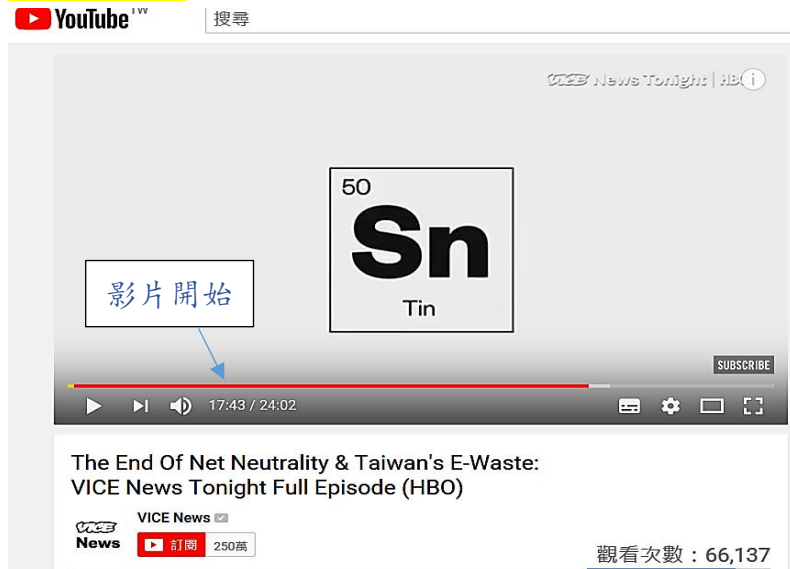 YouTube TW
搜尋
VICE News Tonight | HBO
50
Sn
Tin
影片開始
SUBSCRIBE
17:43 / 24:02
The End Of Net Neutrality & Taiwan's E-Waste:
VICE News Tonight Full Episode (HBO)
VICE News
VICE News
訂閱 250萬
觀看次數：66,137